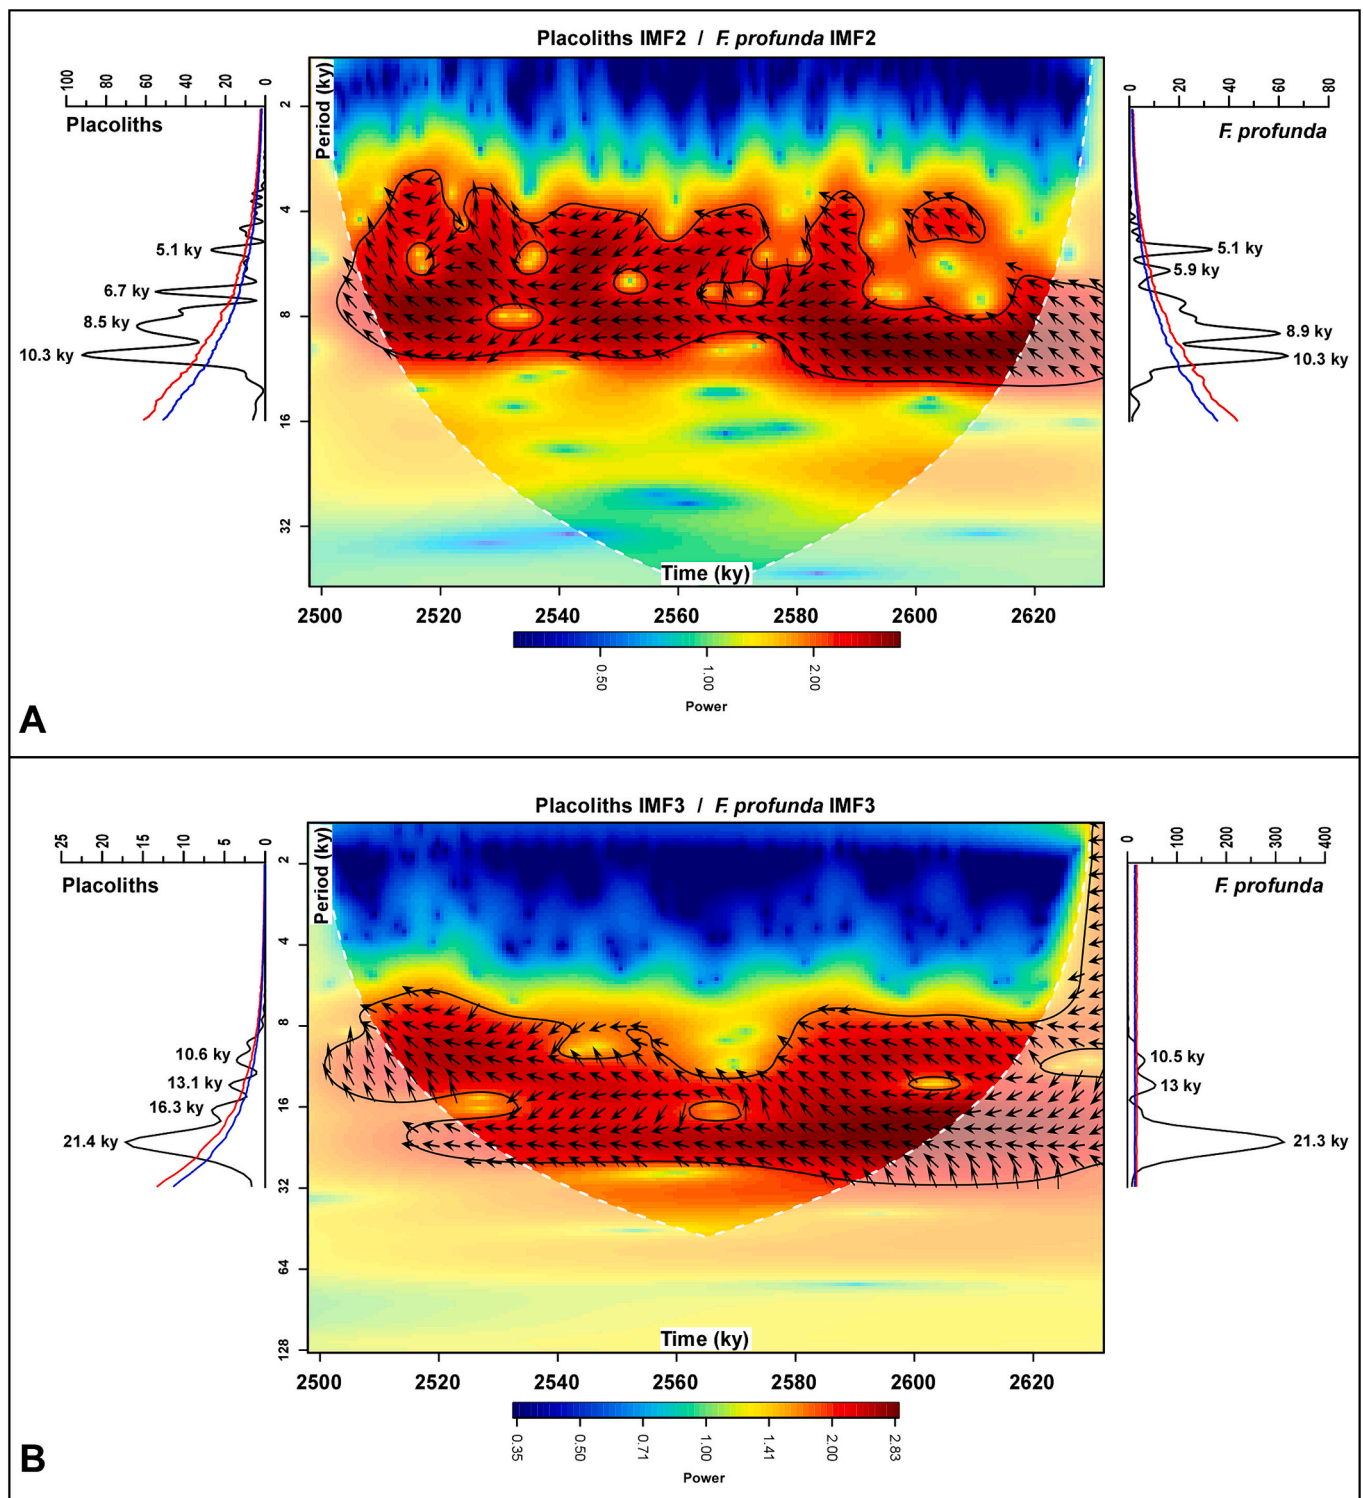 Placoliths IMF2 / F. profunda IMF2
100 80 60 40 20 0
Placoliths
5.1 ky
6.7 ky
8.5 ky
10.3 ky
Period (ky)
2
4
8
16
32
Time (ky)
2500 2520 2540 2560 2580 2600 2620
0.50 1.00 2.00
Power
0 20 40 60 80
F. profunda
5.1 ky
5.9 ky
8.9 ky
10.3 ky
A
Placoliths IMF3 / F. profunda IMF3
25 20 15 10 5 0
Placoliths
10.6 ky
13.1 ky
16.3 ky
21.4 ky
Period (ky)
2
4
8
16
32
64
128
Time (ky)
2500 2520 2540 2560 2580 2600 2620
0.35 0.50 0.71 1.00 1.41 2.00 2.83
Power
0 100 200 300 400
F. profunda
10.5 ky
13 ky
21.3 ky
B